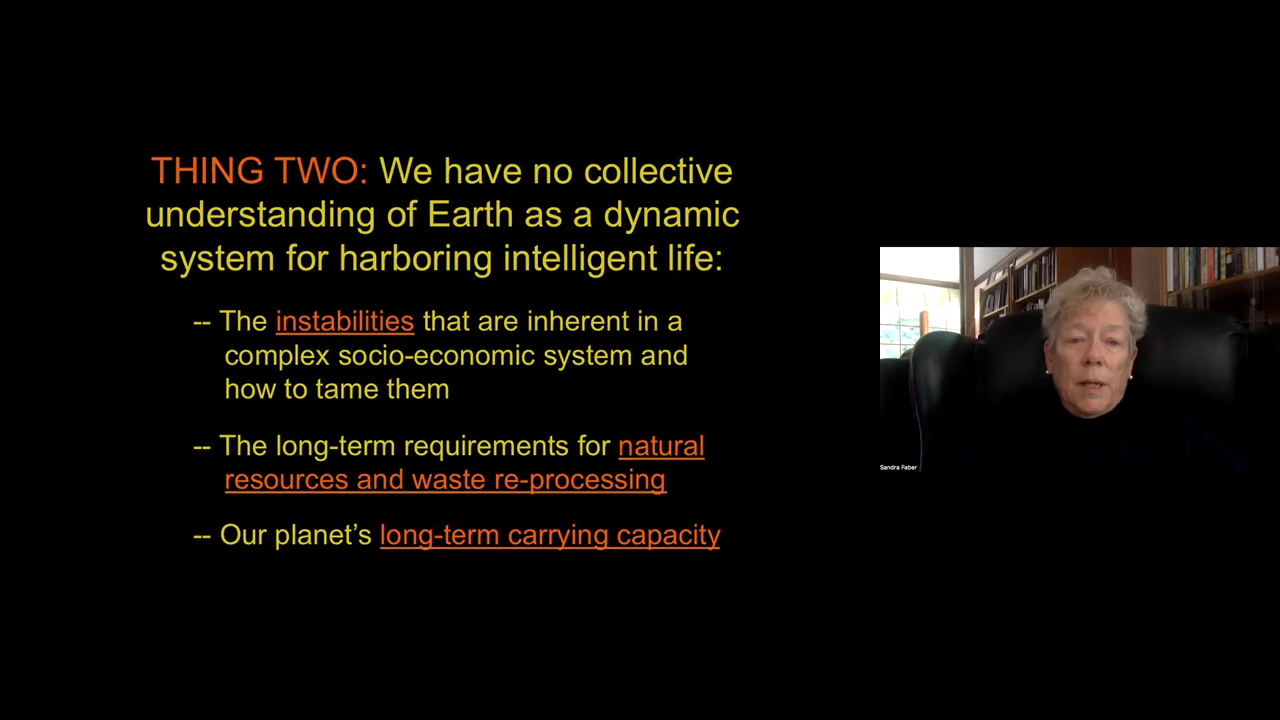 THING TWO: We have no collective
understanding of Earth as a dynamic
system for harboring intelligent life:
-- The instabilities that are inherent in a
complex socio-economic system and
how to tame them
-- The long-term requirements for natural
resources and waste re-processing
-- Our planet’s long-term carrying capacity
Sandra Faber